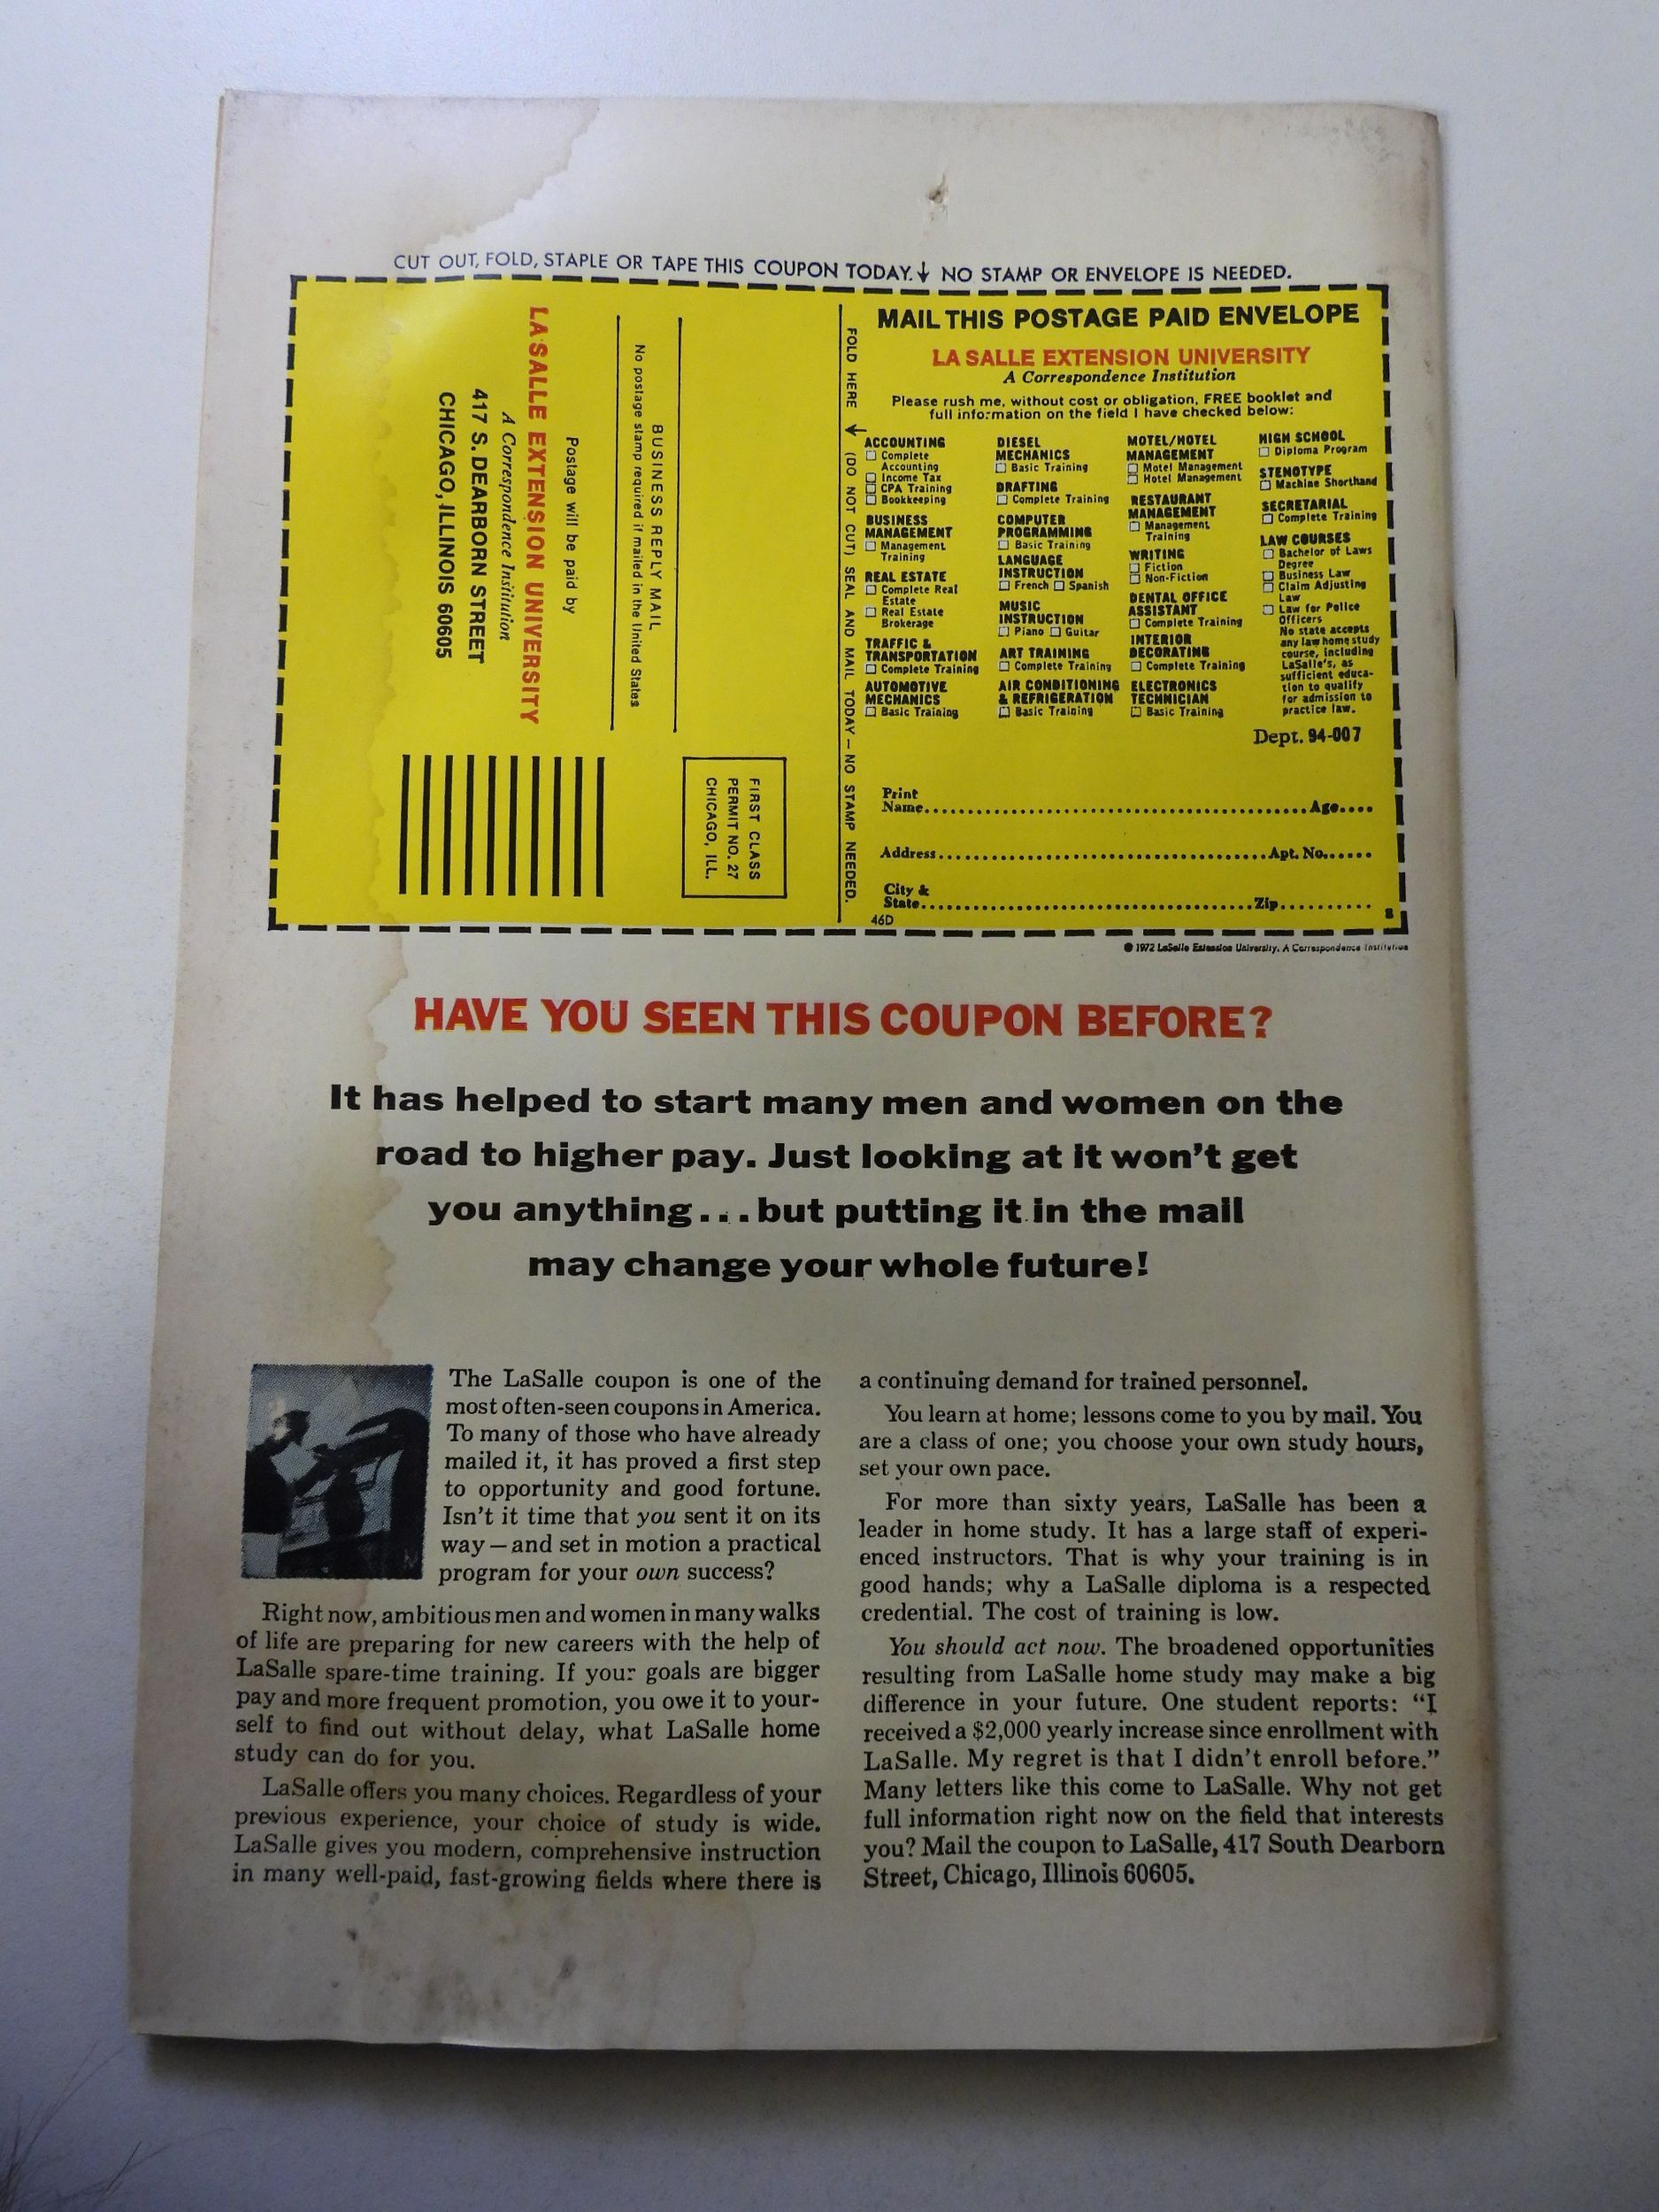 CUT OUT, FOLD, STAPLE OR TAPE THIS COUPON TODAY. ↓ NO STAMP OR ENVELOPE IS NEEDED.
FIRST CLASS
PERMIT NO. 27
CHICAGO, ILL.
BUSINESS REPLY MAIL
No postage stamp required if mailed in the United States
Postage will be paid by
LA SALLE EXTENSION UNIVERSITY
A Correspondence Institution
417 S. DEARBORN STREET
CHICAGO, ILLINOIS 60605
FOLD HERE → (DO NOT CUT) SEAL AND MAIL TODAY — NO STAMP NEEDED.
MAIL THIS POSTAGE PAID ENVELOPE
LA SALLE EXTENSION UNIVERSITY
A Correspondence Institution
Please rush me, without cost or obligation, FREE booklet and
full information on the field I have checked below:
ACCOUNTING
☐ Complete
Accounting
☐ Income Tax
☐ CPA Training
☐ Bookkeeping
BUSINESS
MANAGEMENT
☐ Management
Training
REAL ESTATE
☐ Complete Real
Estate
☐ Real Estate
Brokerage
TRAFFIC &
TRANSPORTATION
☐ Complete Training
AUTOMOTIVE
MECHANICS
☐ Basic Training
DIESEL
MECHANICS
☐ Basic Training
DRAFTING
☐ Complete Training
COMPUTER
PROGRAMMING
☐ Basic Training
LANGUAGE
INSTRUCTION
☐ French ☐ Spanish
MUSIC
INSTRUCTION
☐ Piano ☐ Guitar
ART TRAINING
☐ Complete Training
AIR CONDITIONING
& REFRIGERATION
☐ Basic Training
MOTEL/HOTEL
MANAGEMENT
☐ Motel Management
☐ Hotel Management
RESTAURANT
MANAGEMENT
☐ Management
Training
WRITING
☐ Fiction
☐ Non-Fiction
DENTAL OFFICE
ASSISTANT
☐ Complete Training
INTERIOR
DECORATING
☐ Complete Training
ELECTRONICS
TECHNICIAN
☐ Basic Training
HIGH SCHOOL
☐ Diploma Program
STENOTYPE
☐ Machine Shorthand
SECRETARIAL
☐ Complete Training
LAW COURSES
☐ Bachelor of Laws
Degree
☐ Business Law
☐ Claim Adjusting
Law
☐ Law for Police
Officers
No state accepts
any law home study
course, including
LaSalle's, as
sufficient educa-
tion to qualify
for admission to
practice law.
Dept. 94-007
Print
Name........Age....
Address........Apt. No......
City &
State........Zip..........
46D
8
© 1972 LaSalle Extension University, A Correspondence Institution
HAVE YOU SEEN THIS COUPON BEFORE?
It has helped to start many men and women on the
road to higher pay. Just looking at it won't get
you anything...but putting it in the mail
may change your whole future!
The LaSalle coupon is one of the
most often-seen coupons in America.
To many of those who have already
mailed it, it has proved a first step
to opportunity and good fortune.
Isn't it time that you sent it on its
way — and set in motion a practical
program for your own success?
Right now, ambitious men and women in many walks
of life are preparing for new careers with the help of
LaSalle spare-time training. If your goals are bigger
pay and more frequent promotion, you owe it to your-
self to find out without delay, what LaSalle home
study can do for you.
LaSalle offers you many choices. Regardless of your
previous experience, your choice of study is wide.
LaSalle gives you modern, comprehensive instruction
in many well-paid, fast-growing fields where there is
a continuing demand for trained personnel.
You learn at home; lessons come to you by mail. You
are a class of one; you choose your own study hours,
set your own pace.
For more than sixty years, LaSalle has been a
leader in home study. It has a large staff of experi-
enced instructors. That is why your training is in
good hands; why a LaSalle diploma is a respected
credential. The cost of training is low.
You should act now. The broadened opportunities
resulting from LaSalle home study may make a big
difference in your future. One student reports: "I
received a $2,000 yearly increase since enrollment with
LaSalle. My regret is that I didn't enroll before."
Many letters like this come to LaSalle. Why not get
full information right now on the field that interests
you? Mail the coupon to LaSalle, 417 South Dearborn
Street, Chicago, Illinois 60605.